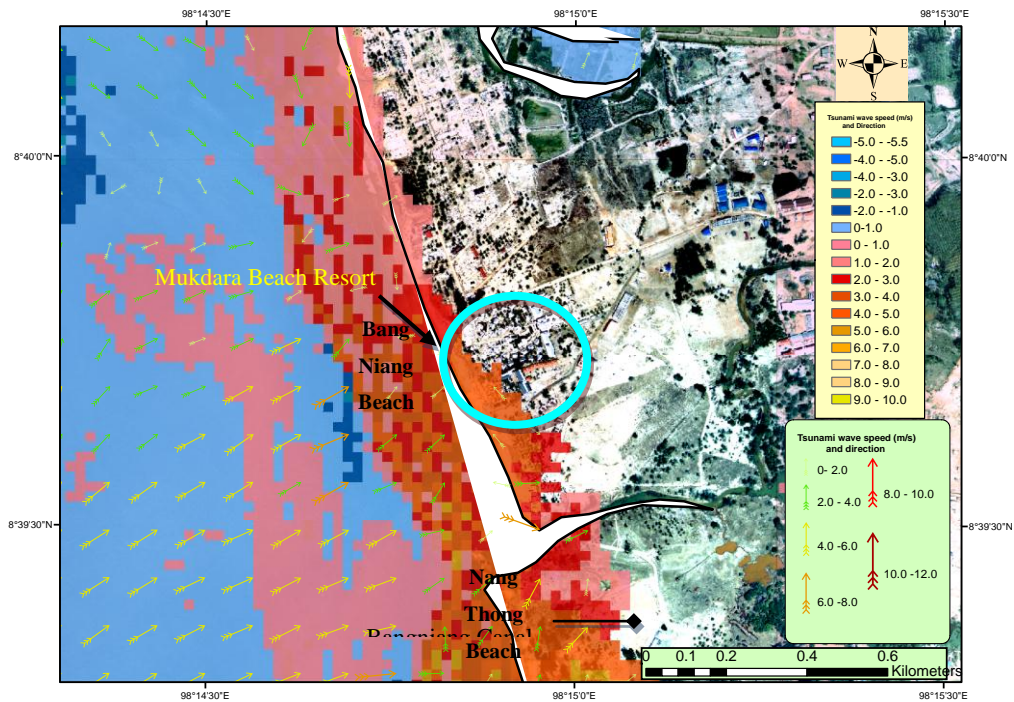 98°14'30"E
98°15'0"E
98°15'30"E
N
W
E
S
8°40'0"N
8°40'0"N
Tsunami wave speed (m/s)
and Direction
-5.0 - -5.5
-4.0 - -5.0
-4.0 - -3.0
-2.0 - -3.0
-2.0 - -1.0
0-1.0
0 - 1.0
1.0 - 2.0
2.0 - 3.0
3.0 - 4.0
4.0 - 5.0
5.0 - 6.0
6.0 - 7.0
7.0 - 8.0
8.0 - 9.0
9.0 - 10.0
Mukdara Beach Resort
Bang
Niang
Beach
Tsunami wave speed (m/s)
and direction
0- 2.0
2.0 - 4.0
4.0 -6.0
6.0 -8.0
8.0 - 10.0
10.0 -12.0
8°39'30"N
8°39'30"N
Nang
Thong
Beach
Bangniang Canal
0 0.1 0.2 0.4 0.6
Kilometers
98°14'30"E
98°15'0"E
98°15'30"E